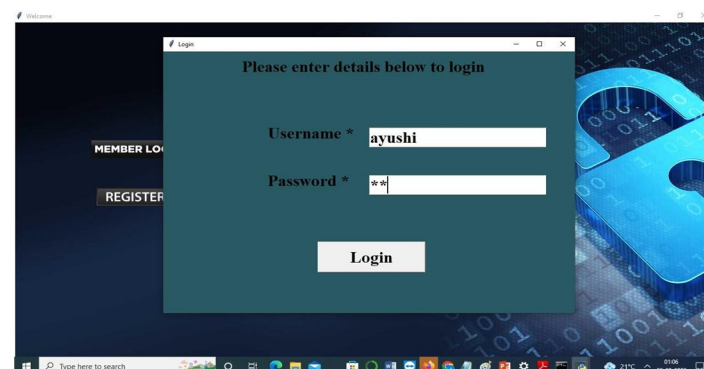 Welcome
Login
Please enter details below to login
Username *
ayushi
MEMBER LO
Password *
**
REGISTER
Login
Type here to search
21°C
01:06